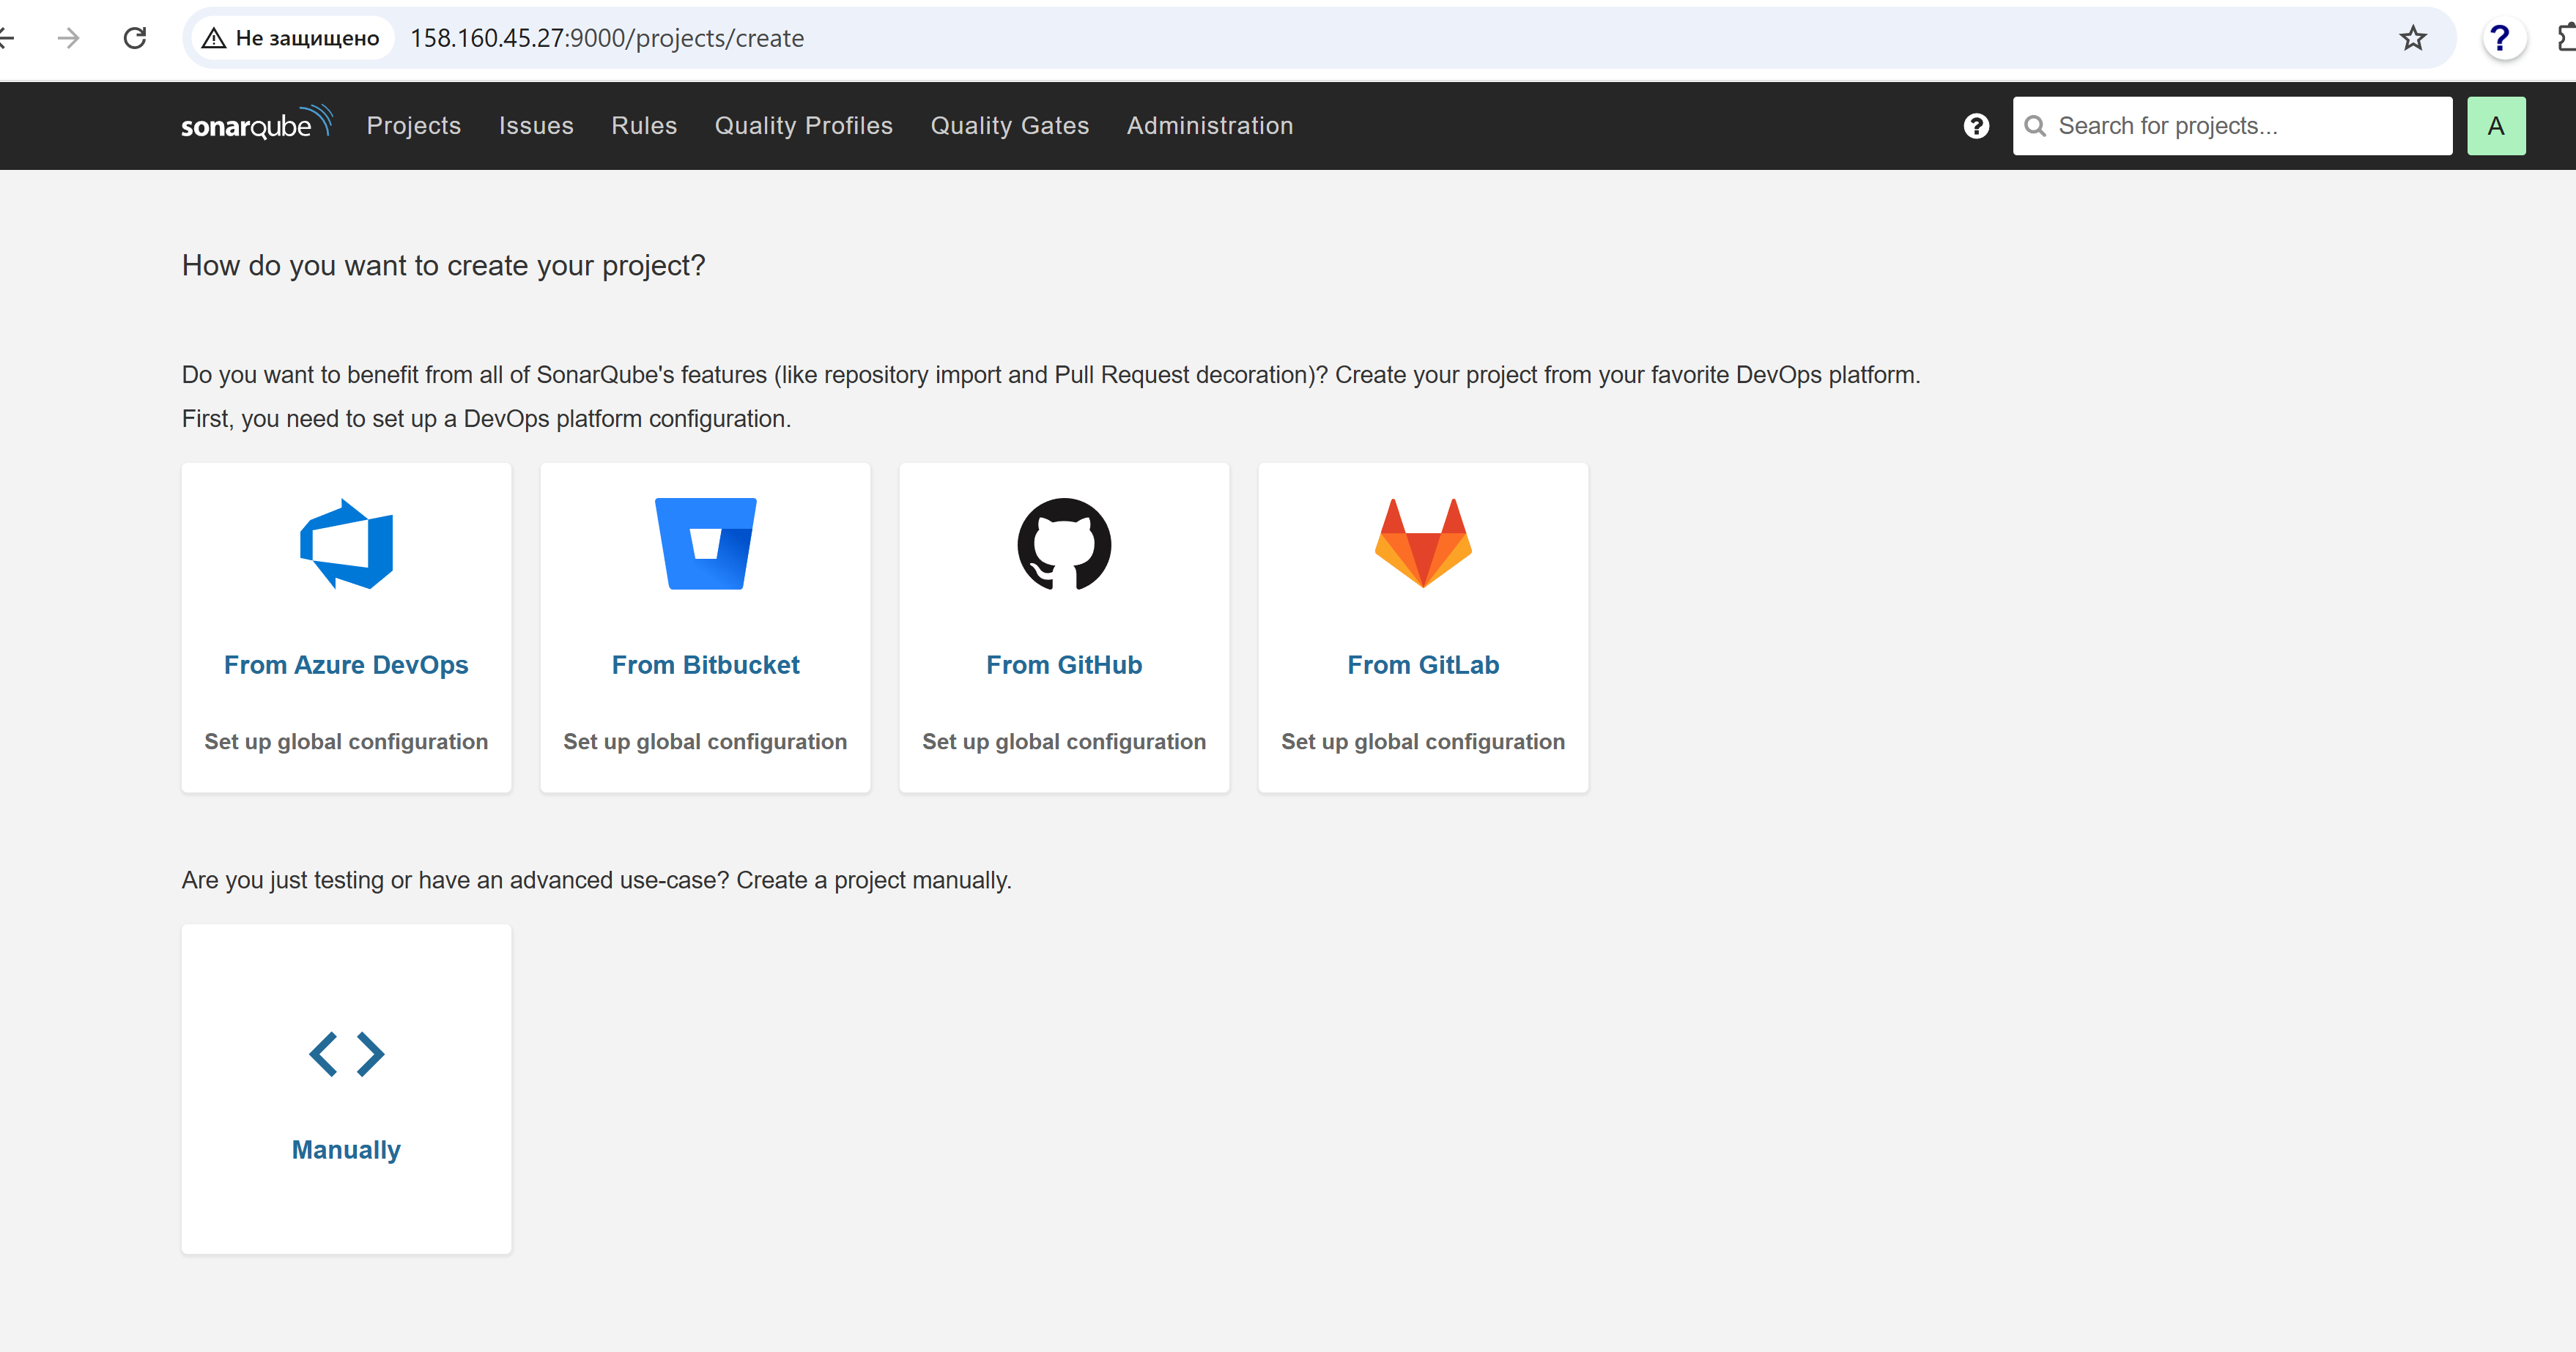 Не защищено 158.160.45.27:9000/projects/create
?
sonarqube Projects Issues Rules Quality Profiles Quality Gates Administration ? Search for projects... A
How do you want to create your project?
Do you want to benefit from all of SonarQube's features (like repository import and Pull Request decoration)? Create your project from your favorite DevOps platform.
First, you need to set up a DevOps platform configuration.
From Azure DevOps From Bitbucket From GitHub From GitLab
Set up global configuration Set up global configuration Set up global configuration Set up global configuration
Are you just testing or have an advanced use-case? Create a project manually.
Manually